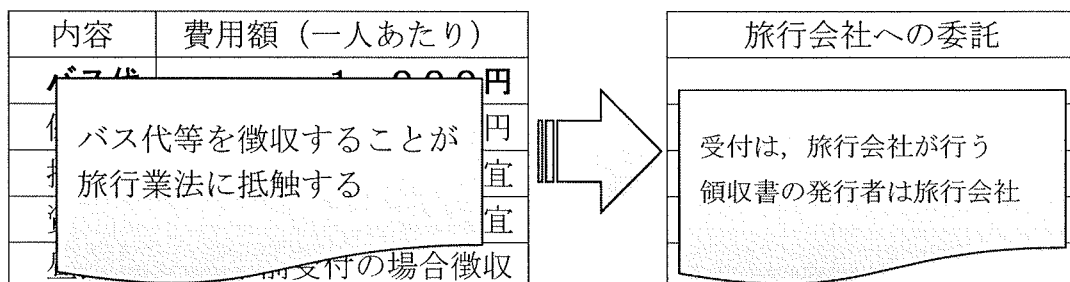 内容 費用額（一人あたり）
円
円
バス代等を徴収することが
旅行業法に抵触する
宜
宜
付の場合徴収
旅行会社への委託
受付は，旅行会社が行う
領収書の発行者は旅行会社